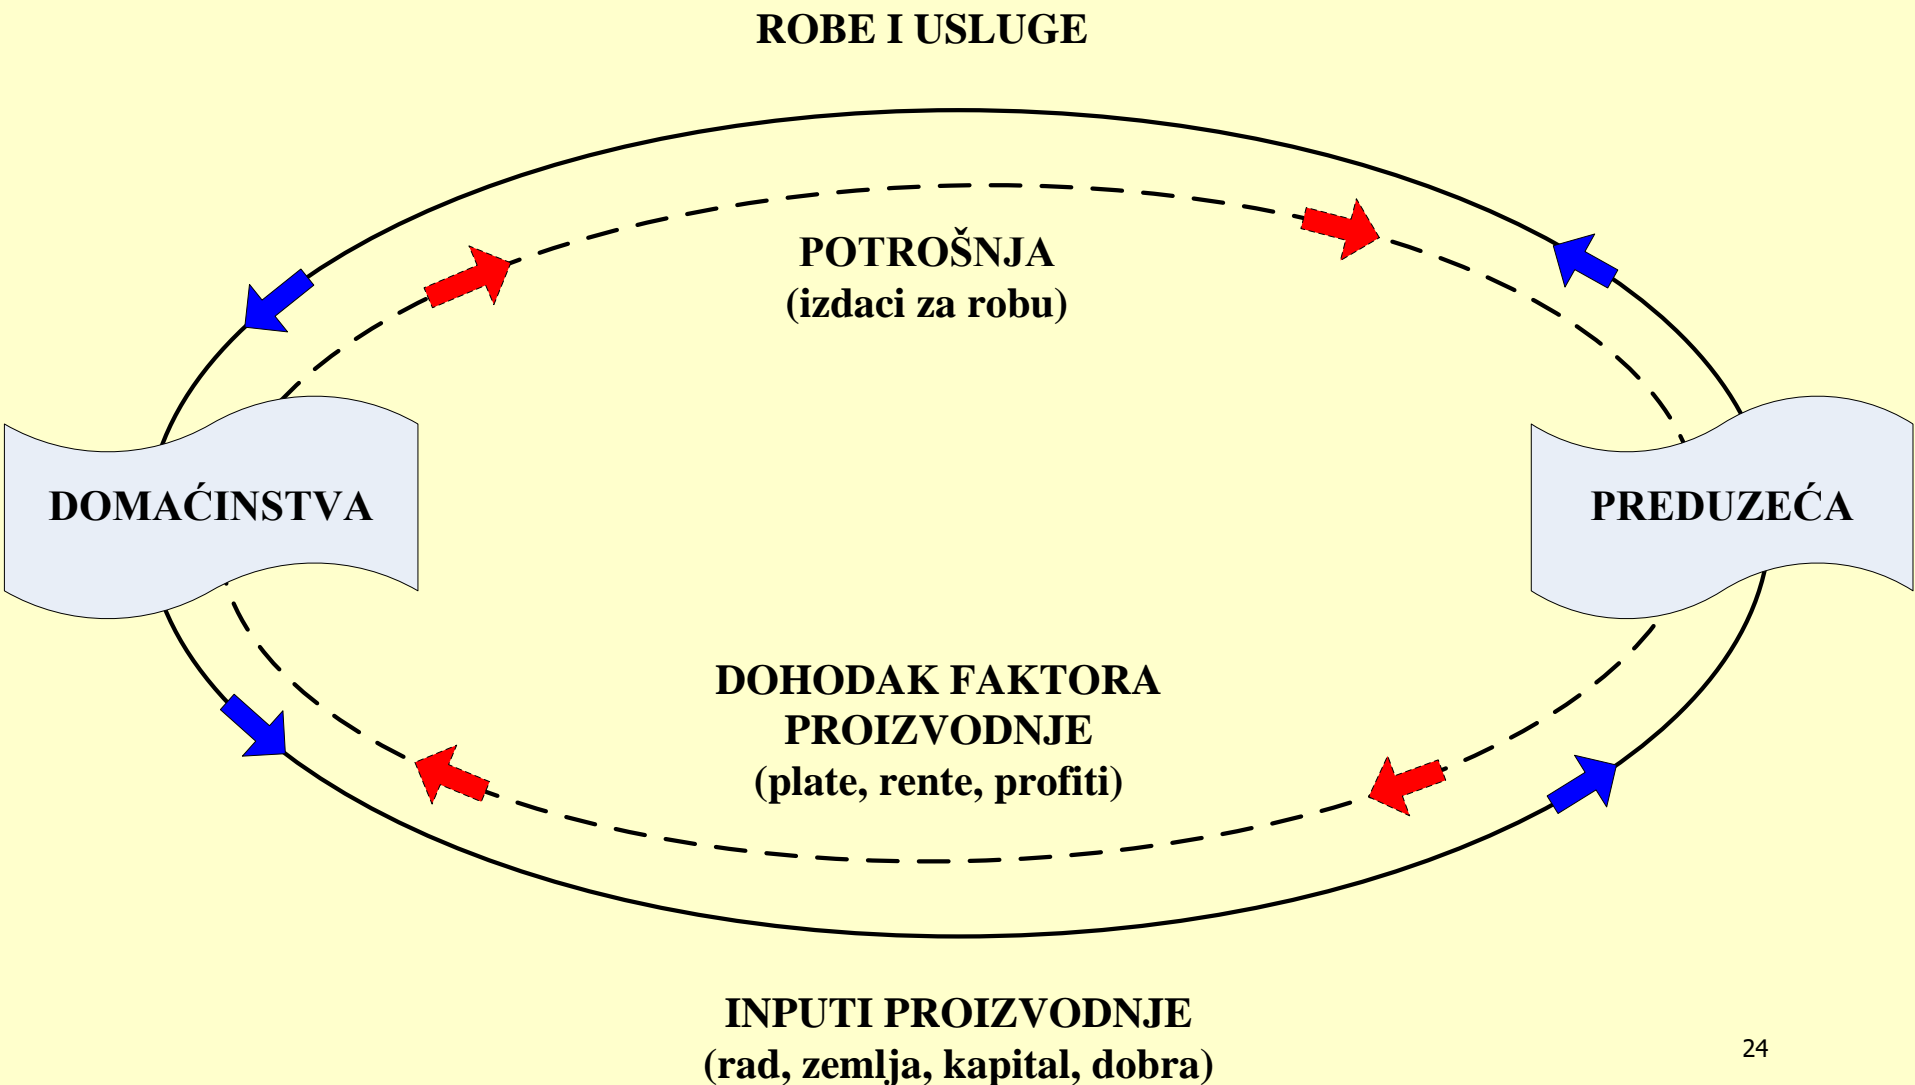 ROBE I USLUGE
POTROŠNJA
(izdaci za robu)
DOMAĆINSTVA
PREDUZEĆA
DOHODAK FAKTORA
PROIZVODNJE
(plate, rente, profiti)
INPUTI PROIZVODNJE
(rad, zemlja, kapital, dobra)
24